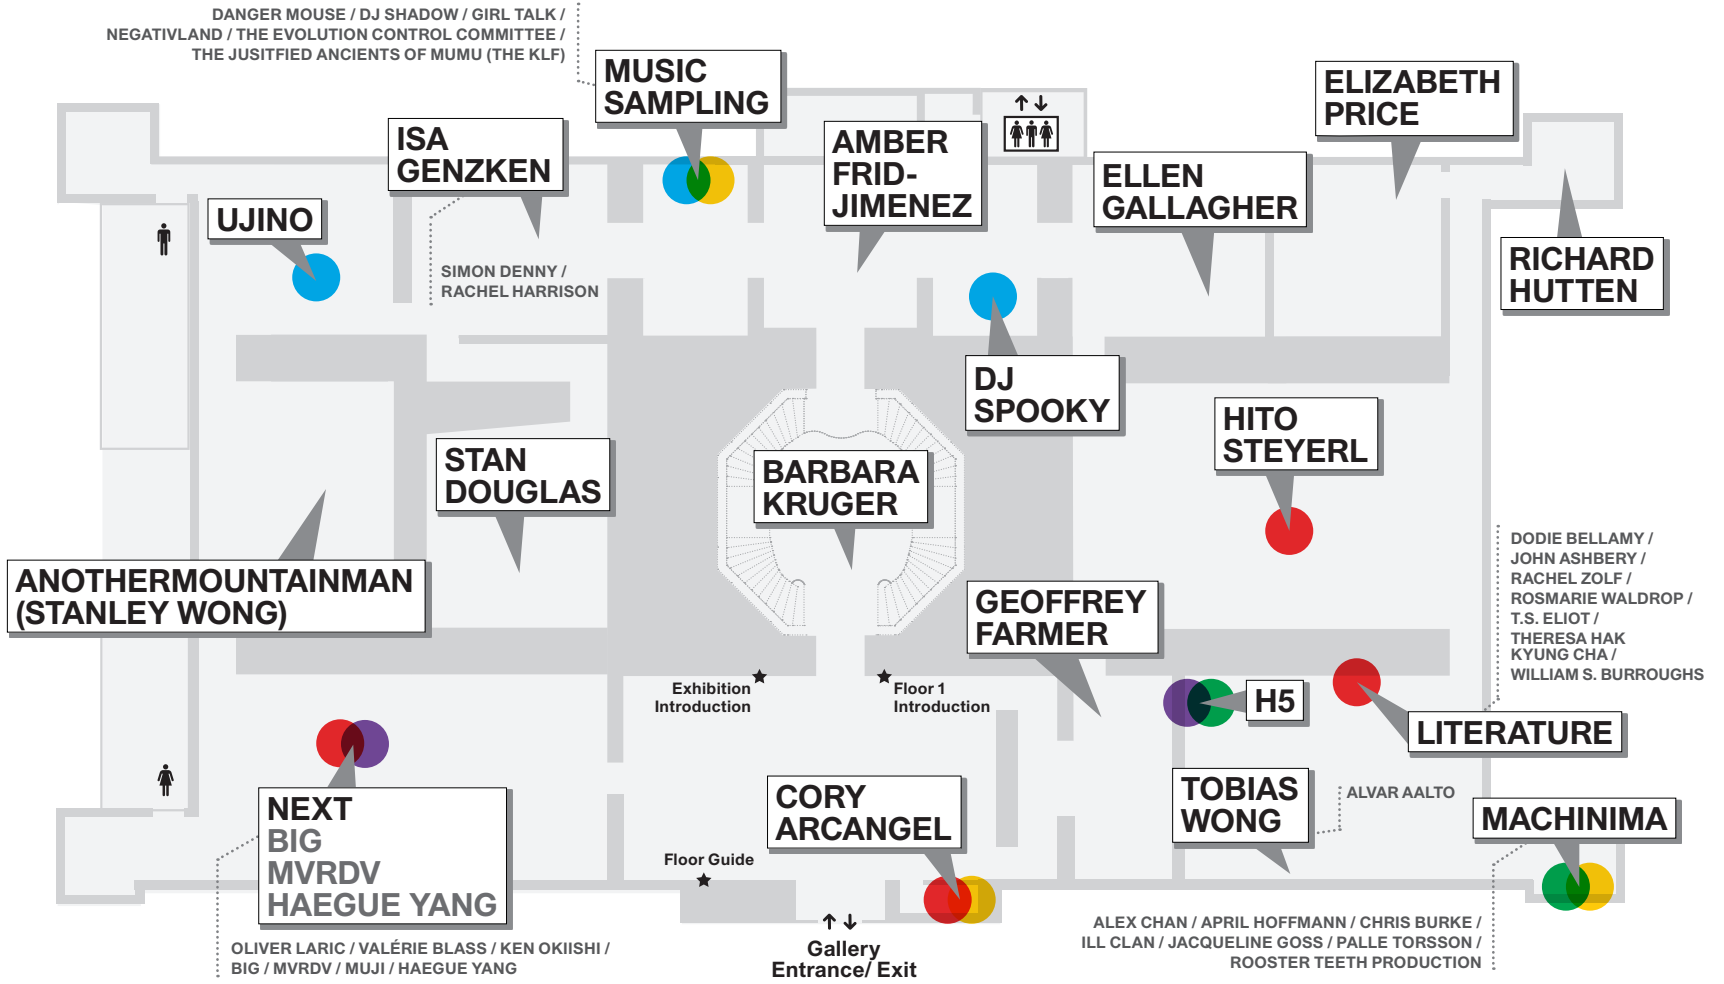 DANGER MOUSE / DJ SHADOW / GIRL TALK /
NEGATIVLAND / THE EVOLUTION CONTROL COMMITTEE /
THE JUSITFIED ANCIENTS OF MUMU (THE KLF)
MUSIC
SAMPLING
ELIZABETH
PRICE
ISA
GENZKEN
AMBER
FRID-
JIMENEZ
ELLEN
GALLAGHER
UJINO
SIMON DENNY /
RACHEL HARRISON
RICHARD
HUTTEN
DJ
SPOOKY
HITO
STEYERL
STAN
DOUGLAS
BARBARA
KRUGER
ANOTHERMOUNTAINMAN
(STANLEY WONG)
GEOFFREY
FARMER
DODIE BELLAMY /
JOHN ASHBERY /
RACHEL ZOLF /
ROSMARIE WALDROP /
T.S. ELIOT /
THERESA HAK
KYUNG CHA /
WILLIAM S. BURROUGHS
Exhibition
Introduction
Floor 1
Introduction
H5
LITERATURE
NEXT
BIG
MVRDV
HAEGUE YANG
CORY
ARCANGEL
TOBIAS
WONG
ALVAR AALTO
MACHINIMA
Floor Guide
OLIVER LARIC / VALÉRIE BLASS / KEN OKIISHI /
BIG / MVRDV / MUJI / HAEGUE YANG
Gallery
Entrance/ Exit
ALEX CHAN / APRIL HOFFMANN / CHRIS BURKE /
ILL CLAN / JACQUELINE GOSS / PALLE TORSSON /
ROOSTER TEETH PRODUCTION